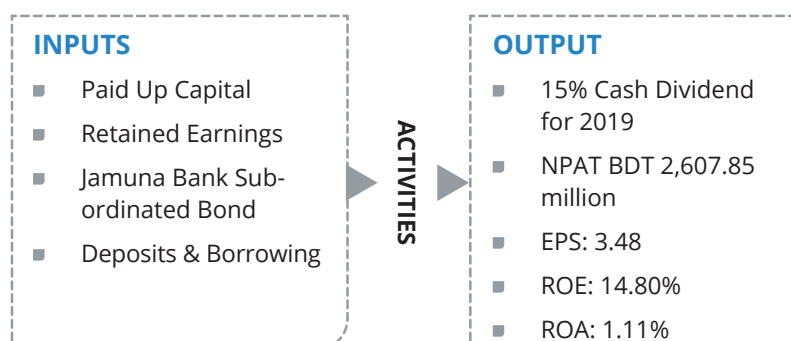 INPUTS
Paid Up Capital
Retained Earnings
Jamuna Bank Sub-
ordinated Bond
Deposits & Borrowing
ACTIVITIES
OUTPUT
15% Cash Dividend
for 2019
NPAT BDT 2,607.85
million
EPS: 3.48
ROE: 14.80%
ROA: 1.11%